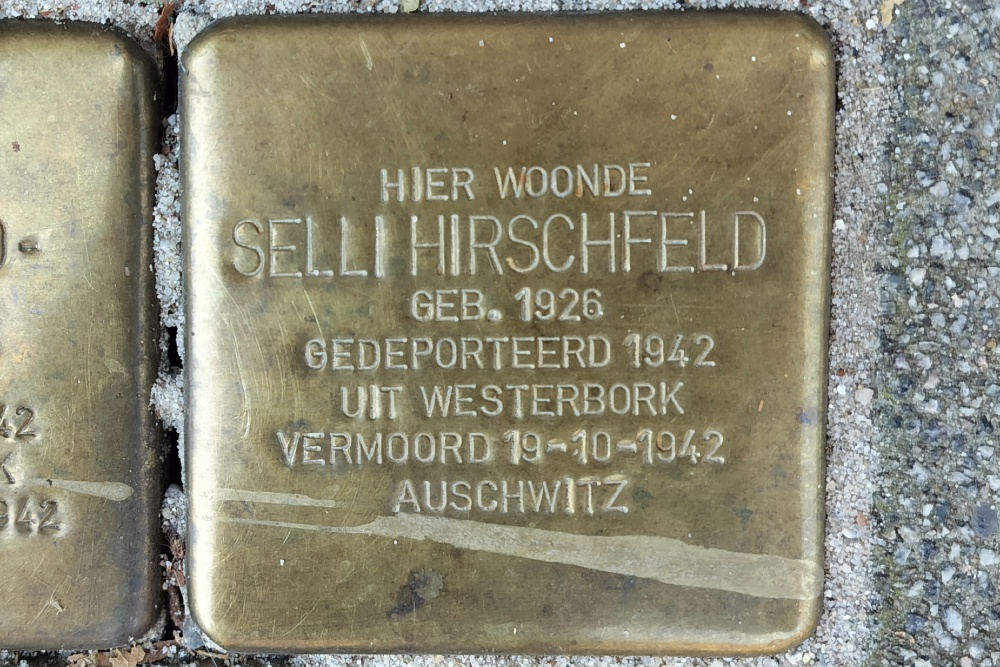 HIER WOONDE
SELLI HIRSCHFELD
GEB. 1926
GEDEPORTEERD 1942
UIT WESTERBORK
VERMOORD 19-10-1942
AUSCHWITZ